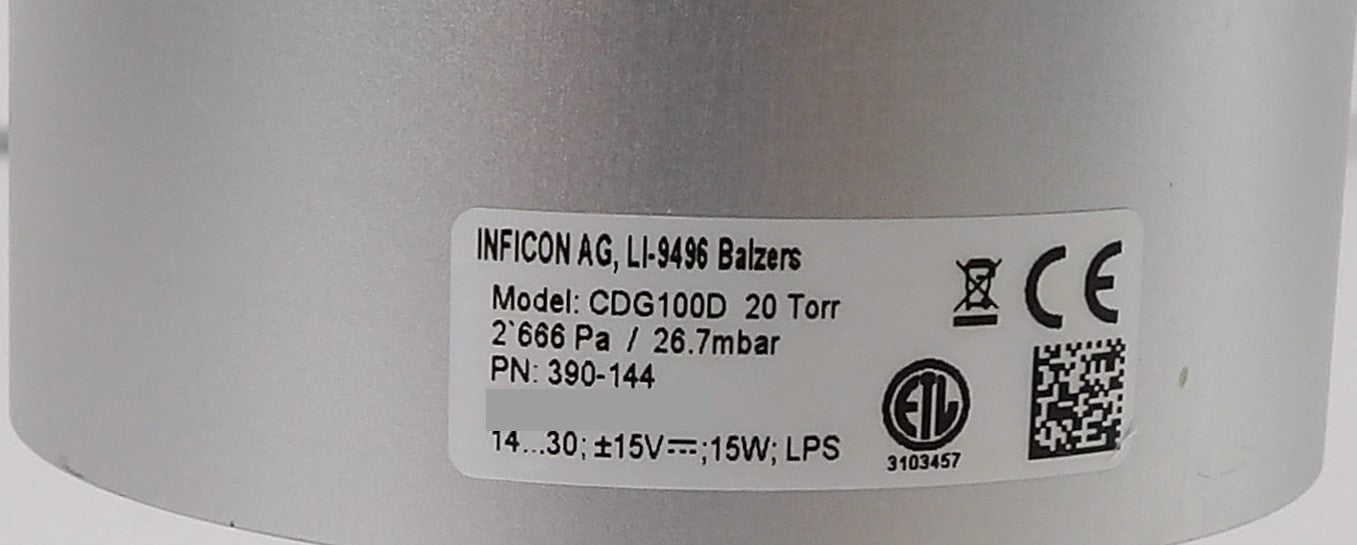 INFICON AG, LI-9496 Balzers
Model: CDG100D 20 Torr
2`666 Pa / 26.7mbar
PN: 390-144
14...30; ±15V⎓;15W; LPS
CE
ETL
3103457